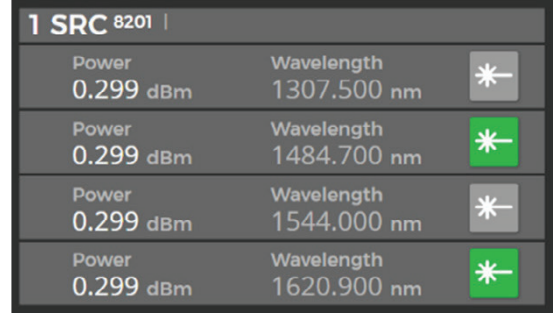 1 SRC 8201
Power Wavelength
0.299 dBm 1307.500 nm
Power Wavelength
0.299 dBm 1484.700 nm
Power Wavelength
0.299 dBm 1544.000 nm
Power Wavelength
0.299 dBm 1620.900 nm